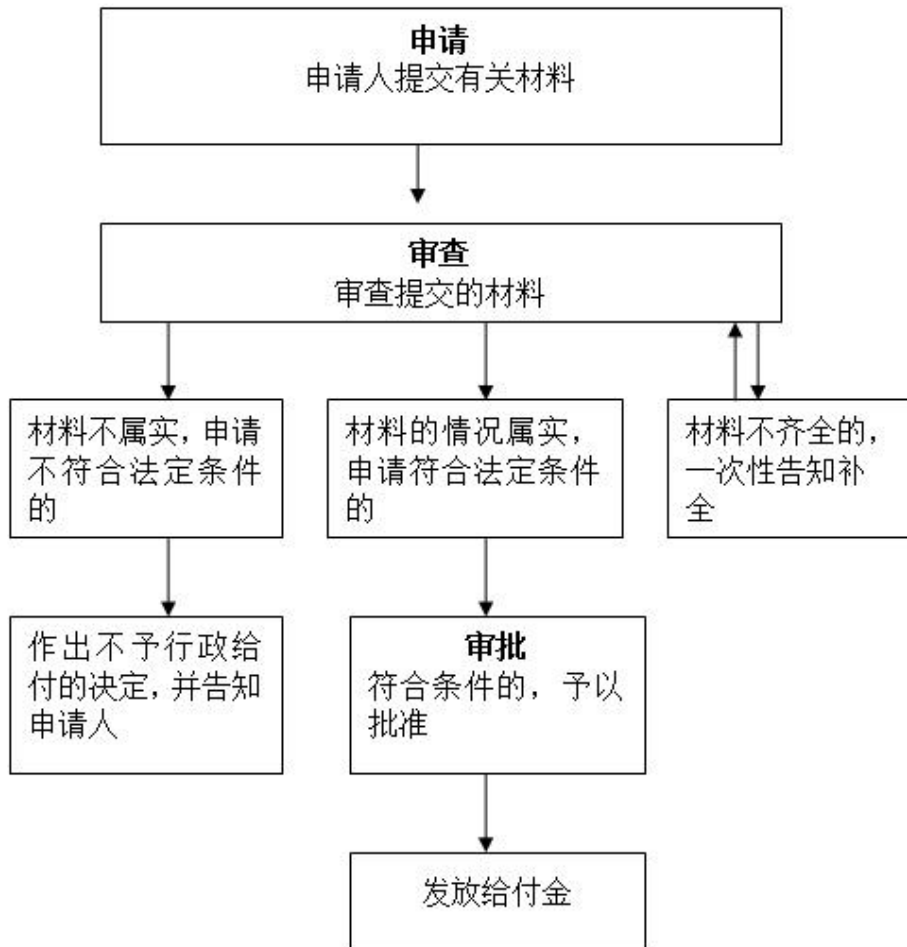 申请
申请人提交有关材料
审查
审查提交的材料
材料不属实，申请
不符合法定条件
的
材料的情况属实，
申请符合法定条件
的
材料不齐全的，
一次性告知补
全
作出不予行政给
付的决定，并告知
申请人
审批
符合条件的，予以
批准
发放给付金